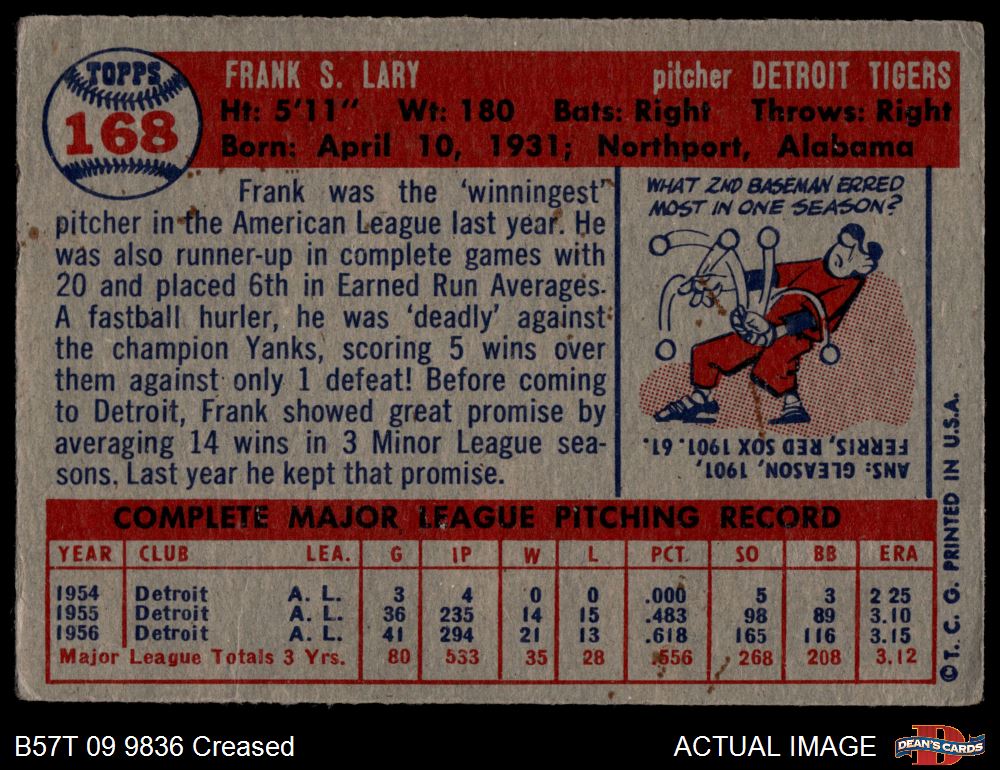 TOPPS
168
FRANK S. LARY
pitcher DETROIT TIGERS
Ht: 5'11" Wt: 180 Bats: Right Throws: Right
Born: April 10, 1931; Northport, Alabama
Frank was the 'winningest'
pitcher in the American League last year. He
was also runner-up in complete games with
20 and placed 6th in Earned Run Averages.
A fastball hurler, he was 'deadly' against
the champion Yanks, scoring 5 wins over
them against only 1 defeat! Before coming
to Detroit, Frank showed great promise by
averaging 14 wins in 3 Minor League sea-
sons. Last year he kept that promise.
WHAT 2ND BASEMAN ERRED
MOST IN ONE SEASON?
ANS: GLEASON, 1901,
FERRIS, RED SOX 1901. 61.
COMPLETE MAJOR LEAGUE PITCHING RECORD
YEAR CLUB LEA. G IP W L PCT. SO BB ERA
1954 Detroit A. L. 3 4 0 0 .000 5 3 2 25
1955 Detroit A. L. 36 235 14 15 .483 98 89 3.10
1956 Detroit A. L. 41 294 21 13 .618 165 116 3.15
Major League Totals 3 Yrs. 80 533 35 28 .556 268 208 3.12
©T. C. G. PRINTED IN U.S.A.
B57T 09 9836 Creased
ACTUAL IMAGE
DEAN'S CARDS